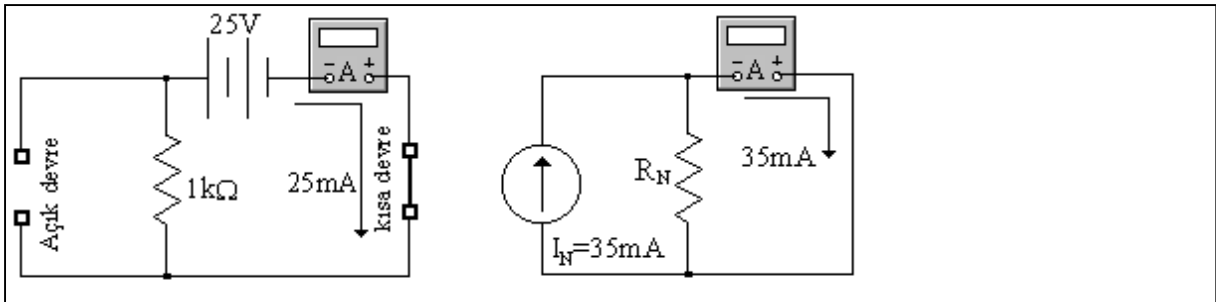 25V
- A +
Açık devre
1kΩ
25mA
kısa devre
- A +
R_N
35mA
I_N=35mA